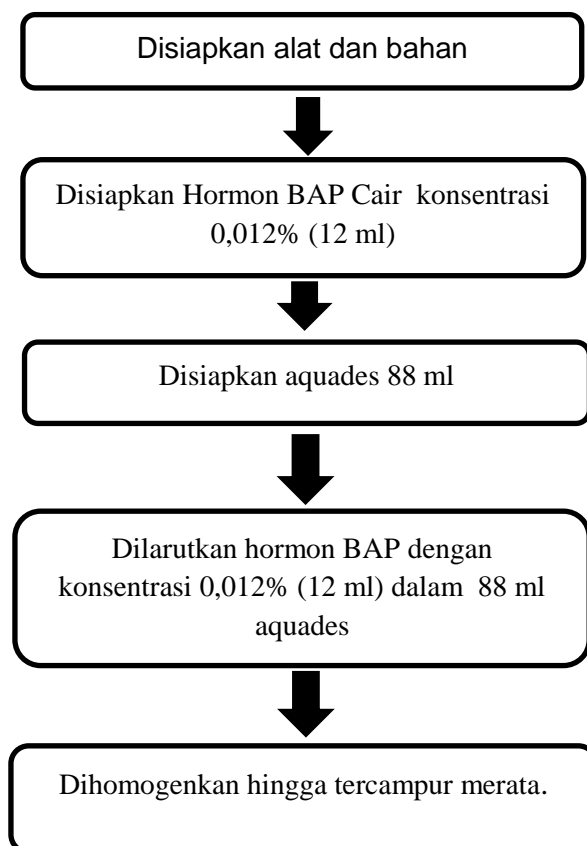 Disiapkan alat dan bahan
Disiapkan Hormon BAP Cair konsentrasi
0,012% (12 ml)
Disiapkan aquades 88 ml
Dilarutkan hormon BAP dengan
konsentrasi 0,012% (12 ml) dalam 88 ml
aquades
Dihomogenkan hingga tercampur merata.